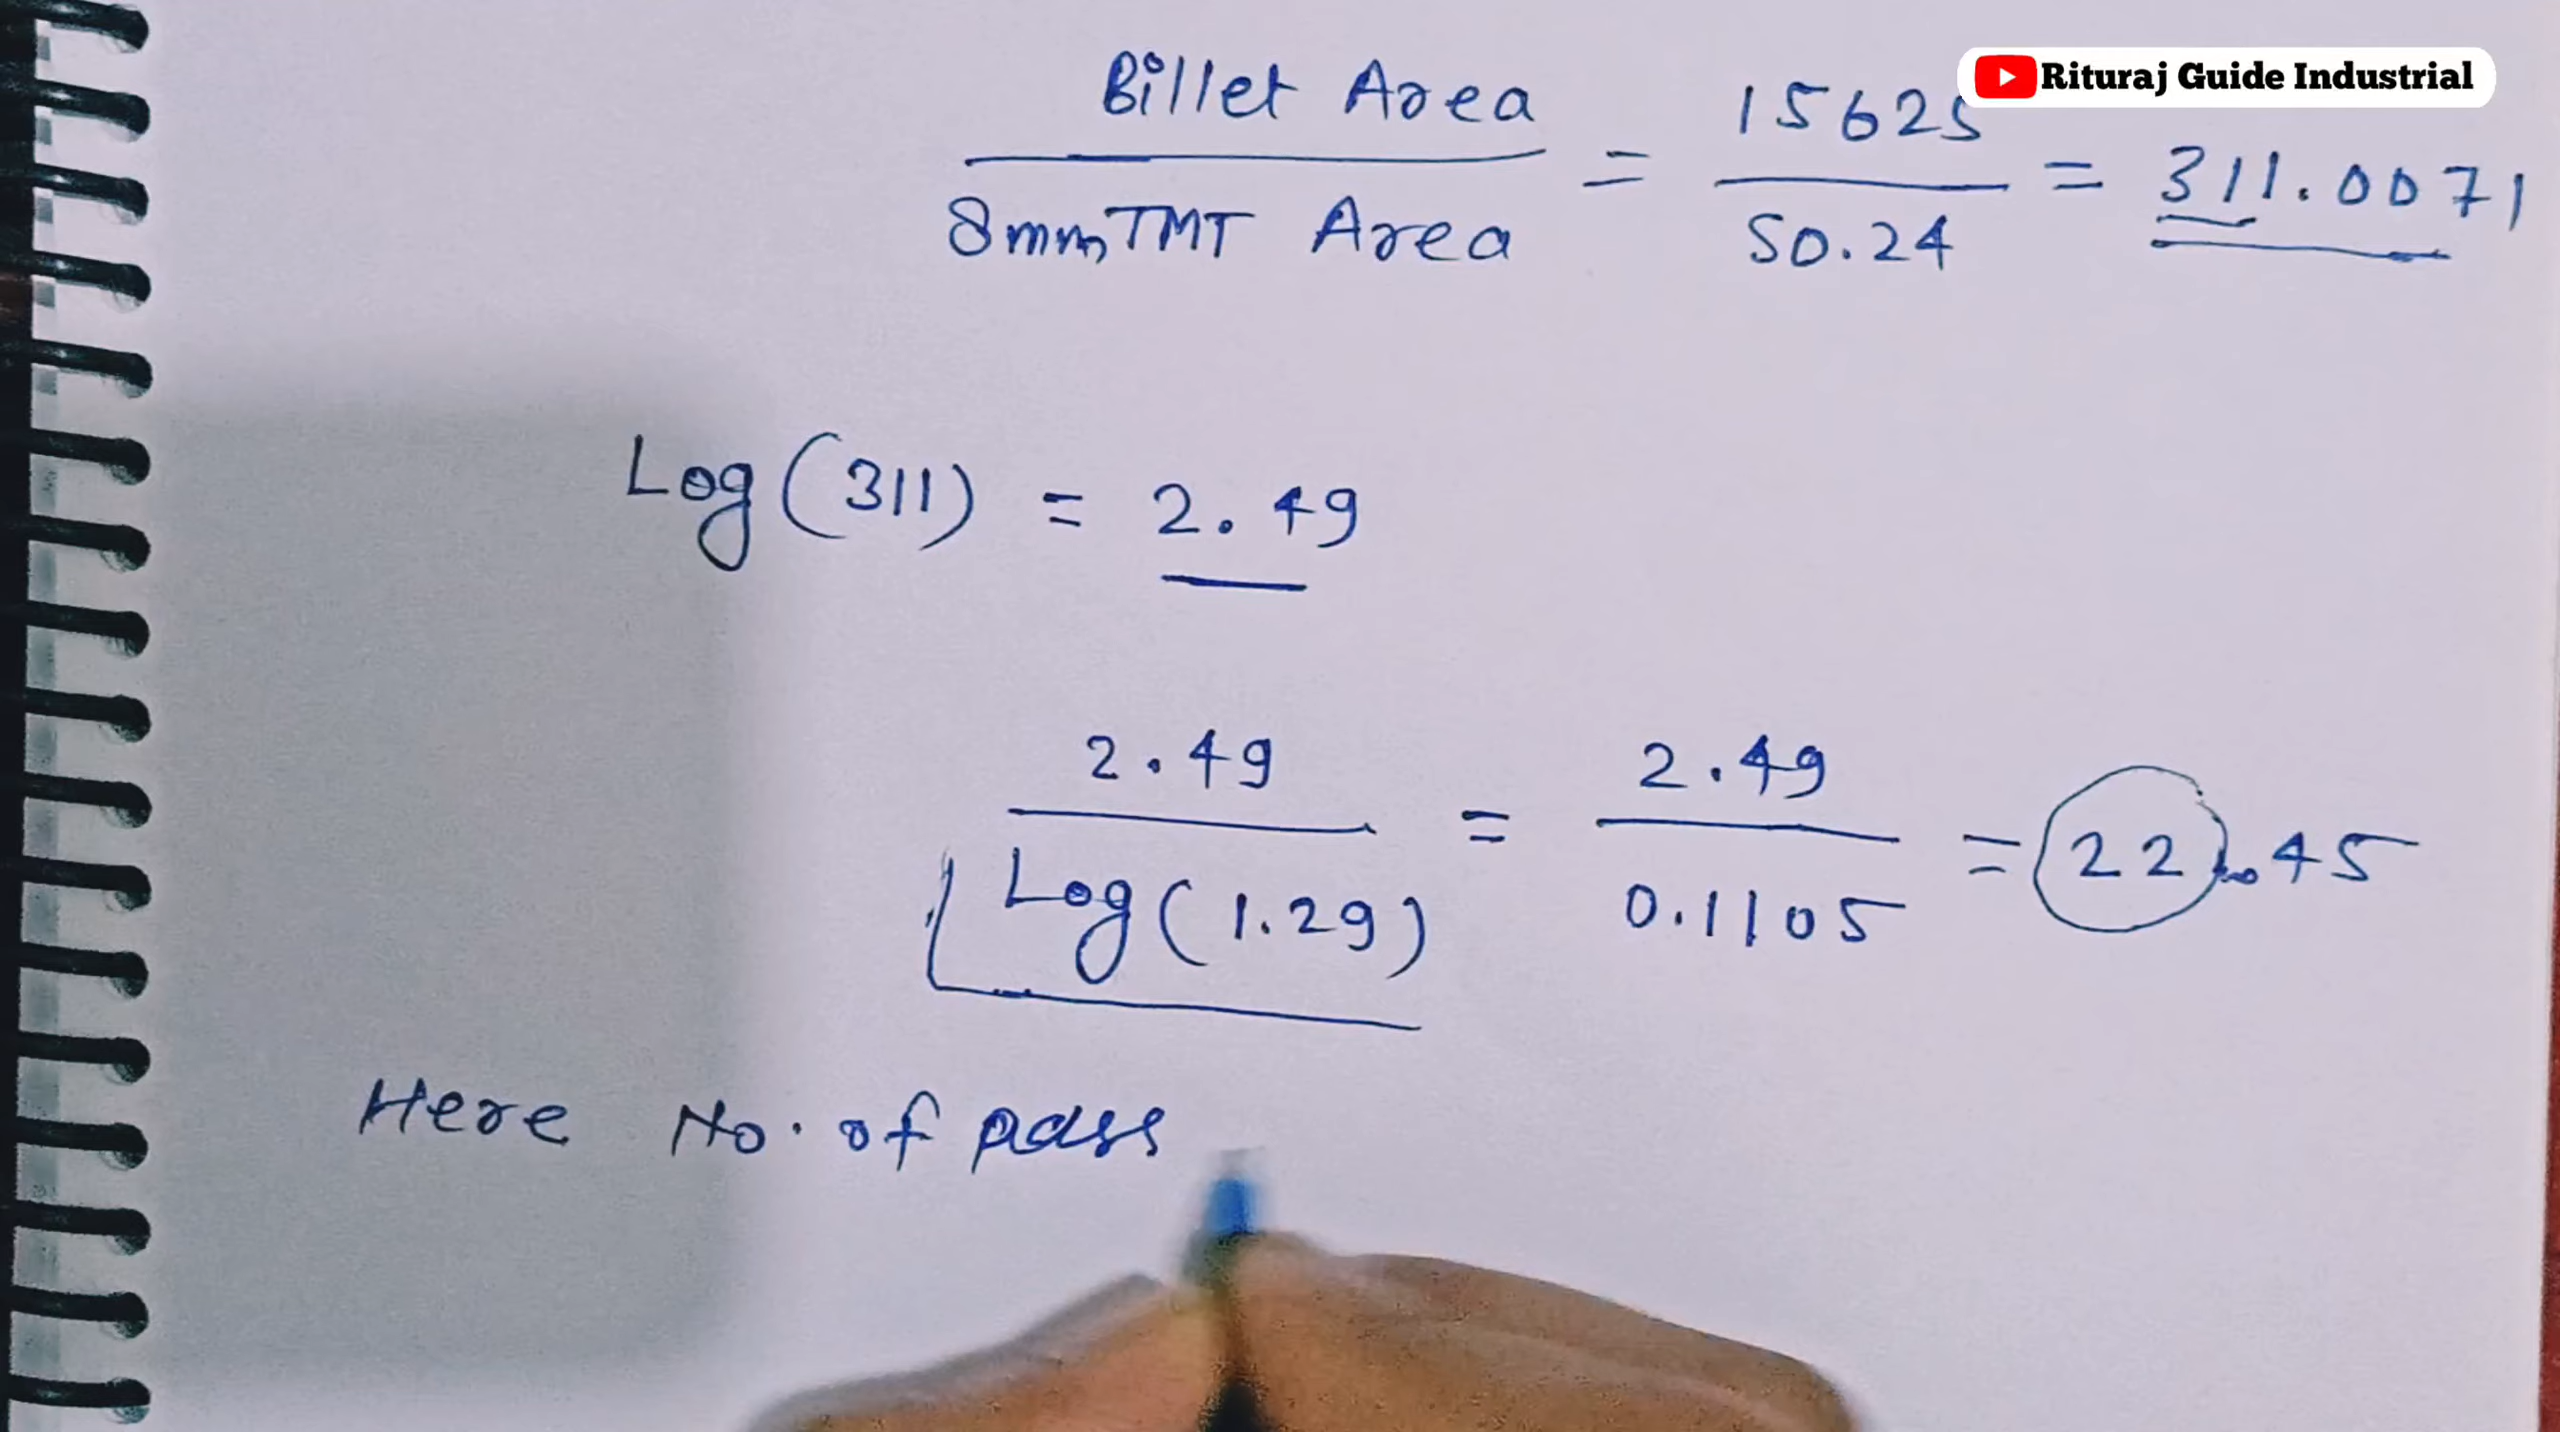 Rituraj Guide Industrial
Billet Area / 8mm TMT Area = 15625 / 50.24 = 311.0071
Log (311) = 2.49
2.49 / Log (1.29) = 2.49 / 0.1105 = 22.45
Here No. of pass